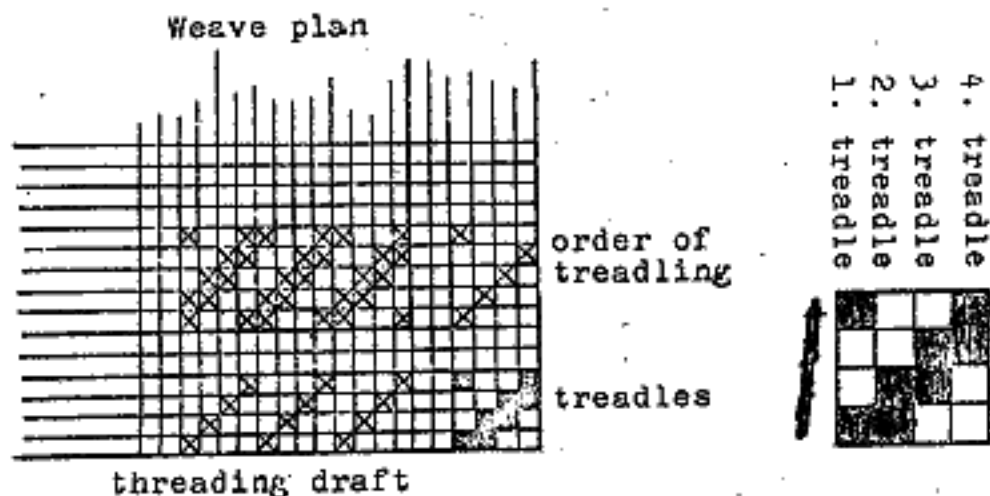 Weave plan
1. treadle
2. treadle
3. treadle
4. treadle
order of
treadling
treadles
threading draft